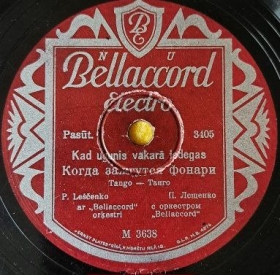 B
N U
Bellaccord
Electro
Pasūt. 3405
Kad uguņis vakarā iedegas
Когда зажгутся фонари
Tango — Танго
P. Leščenko П. Лещенко
ar „Bellaccord" с оркестром
orķestri „Bellaccord"
M 3638